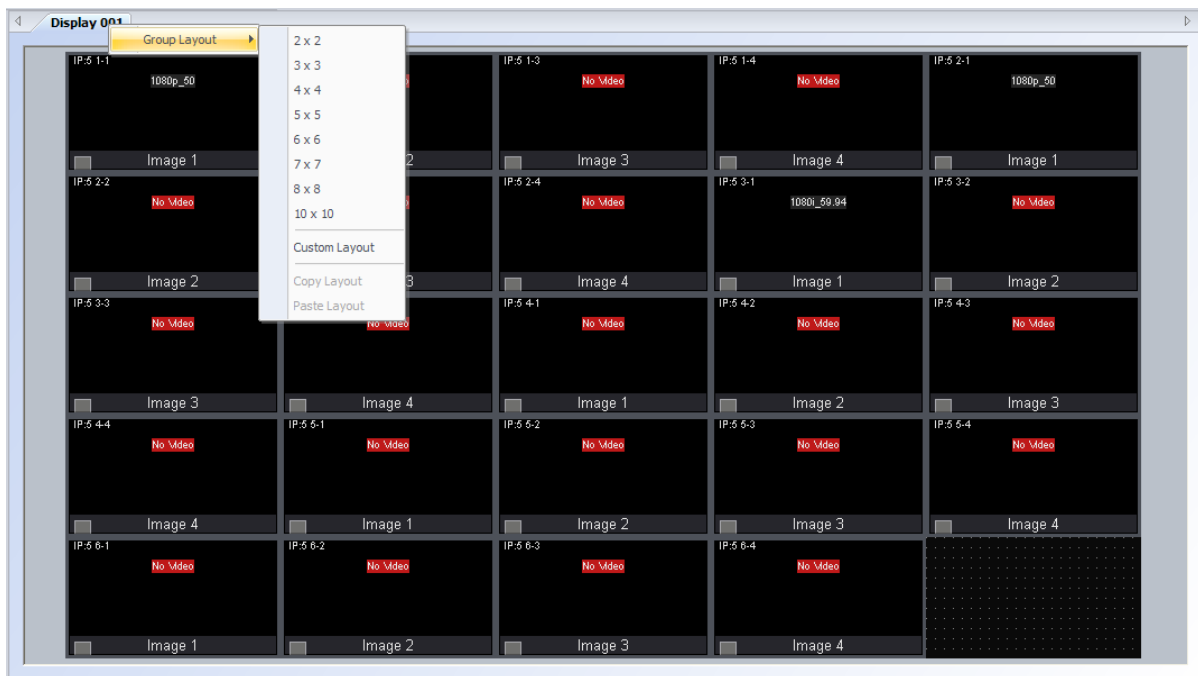 Display 001
Group Layout
2 x 2
3 x 3
4 x 4
5 x 5
6 x 6
7 x 7
8 x 8
10 x 10
Custom Layout
Copy Layout
Paste Layout
IP:5 1-1
IP:5 1-3
IP:5 1-4
IP:5 2-1
1080p_50
No Video
No Video
1080p_50
Image 1
2
Image 3
Image 4
Image 1
IP:5 2-2
IP:5 2-4
IP:5 3-1
IP:5 3-2
No Video
No Video
1080i_59.94
No Video
Image 2
3
Image 4
Image 1
Image 2
IP:5 3-3
IP:5 4-1
IP:5 4-2
IP:5 4-3
No Video
No Video
No Video
No Video
No Video
Image 3
Image 4
Image 1
Image 2
Image 3
IP:5 4-4
IP:5 5-1
IP:5 5-2
IP:5 5-3
IP:5 5-4
No Video
No Video
No Video
No Video
No Video
Image 4
Image 1
Image 2
Image 3
Image 4
IP:5 6-1
IP:5 6-2
IP:5 6-3
IP:5 6-4
No Video
No Video
No Video
No Video
Image 1
Image 2
Image 3
Image 4